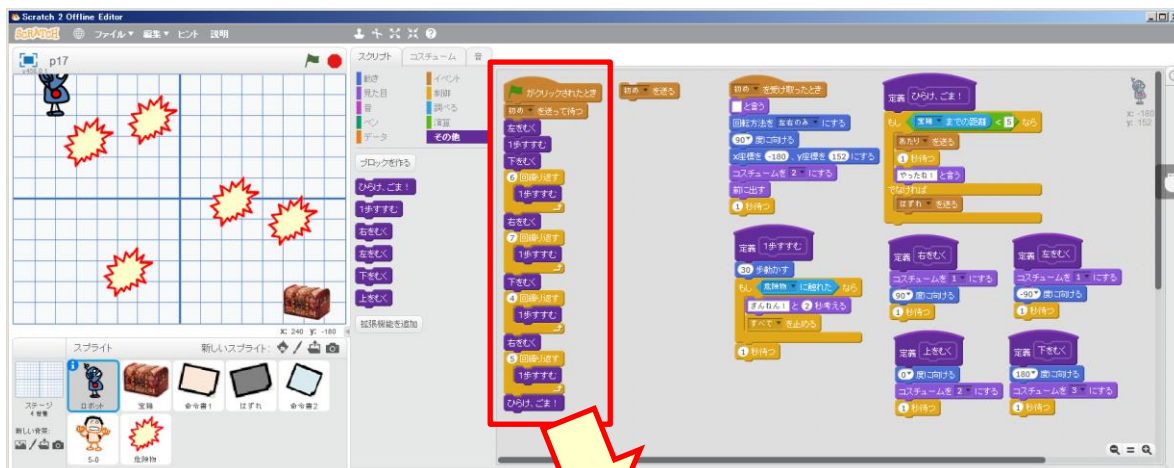 Scratch 2 Offline Editor
SCRATCH ファイル▼ 編集▼ ヒント 説明
p17
スクリプト コスチューム 音
動き イベント
見た目 制御
音 調べる
ペン 演算
データ その他
ブロックを作る
ひらけ、ごま!
1歩すすむ
右をむく
左をむく
下をむく
上をむく
拡張機能を追加
X: 240 y: -180
スプライト 新しいスプライト:
ステージ
新しい背景:
ロボット
宝箱
命令書1
はずれ
命令書2
5-0
危険物
がクリックされたとき
初め を送って待つ
左をむく
1歩すすむ
下をむく
6 回繰り返す
1歩すすむ
右をむく
7 回繰り返す
1歩すすむ
下をむく
4 回繰り返す
1歩すすむ
右をむく
5 回繰り返す
1歩すすむ
ひらけ、ごま!
初め を送る
初め を受け取ったとき
と言う
回転方法を 左右のみ にする
90 度に向ける
x座標を -180 、y座標を 152 にする
コスチュームを 2 にする
前に出す
1 秒待つ
定義 1歩すすむ
30 歩動かす
もし 危険物 に触れた なら
ざんねん! と 2 秒考える
すべて を止める
1 秒待つ
定義 ひらけ、ごま!
もし 宝箱 までの距離 < 5 なら
あたり を送る
1 秒待つ
やったね! と言う
でなければ
はずれ を送る
定義 右をむく
コスチュームを 1 にする
90 度に向ける
1 秒待つ
定義 左をむく
コスチュームを 1 にする
-90 度に向ける
1 秒待つ
定義 上をむく
0 度に向ける
コスチュームを 2 にする
1 秒待つ
定義 下をむく
180 度に向ける
コスチュームを 3 にする
1 秒待つ
x: -180
y: 152